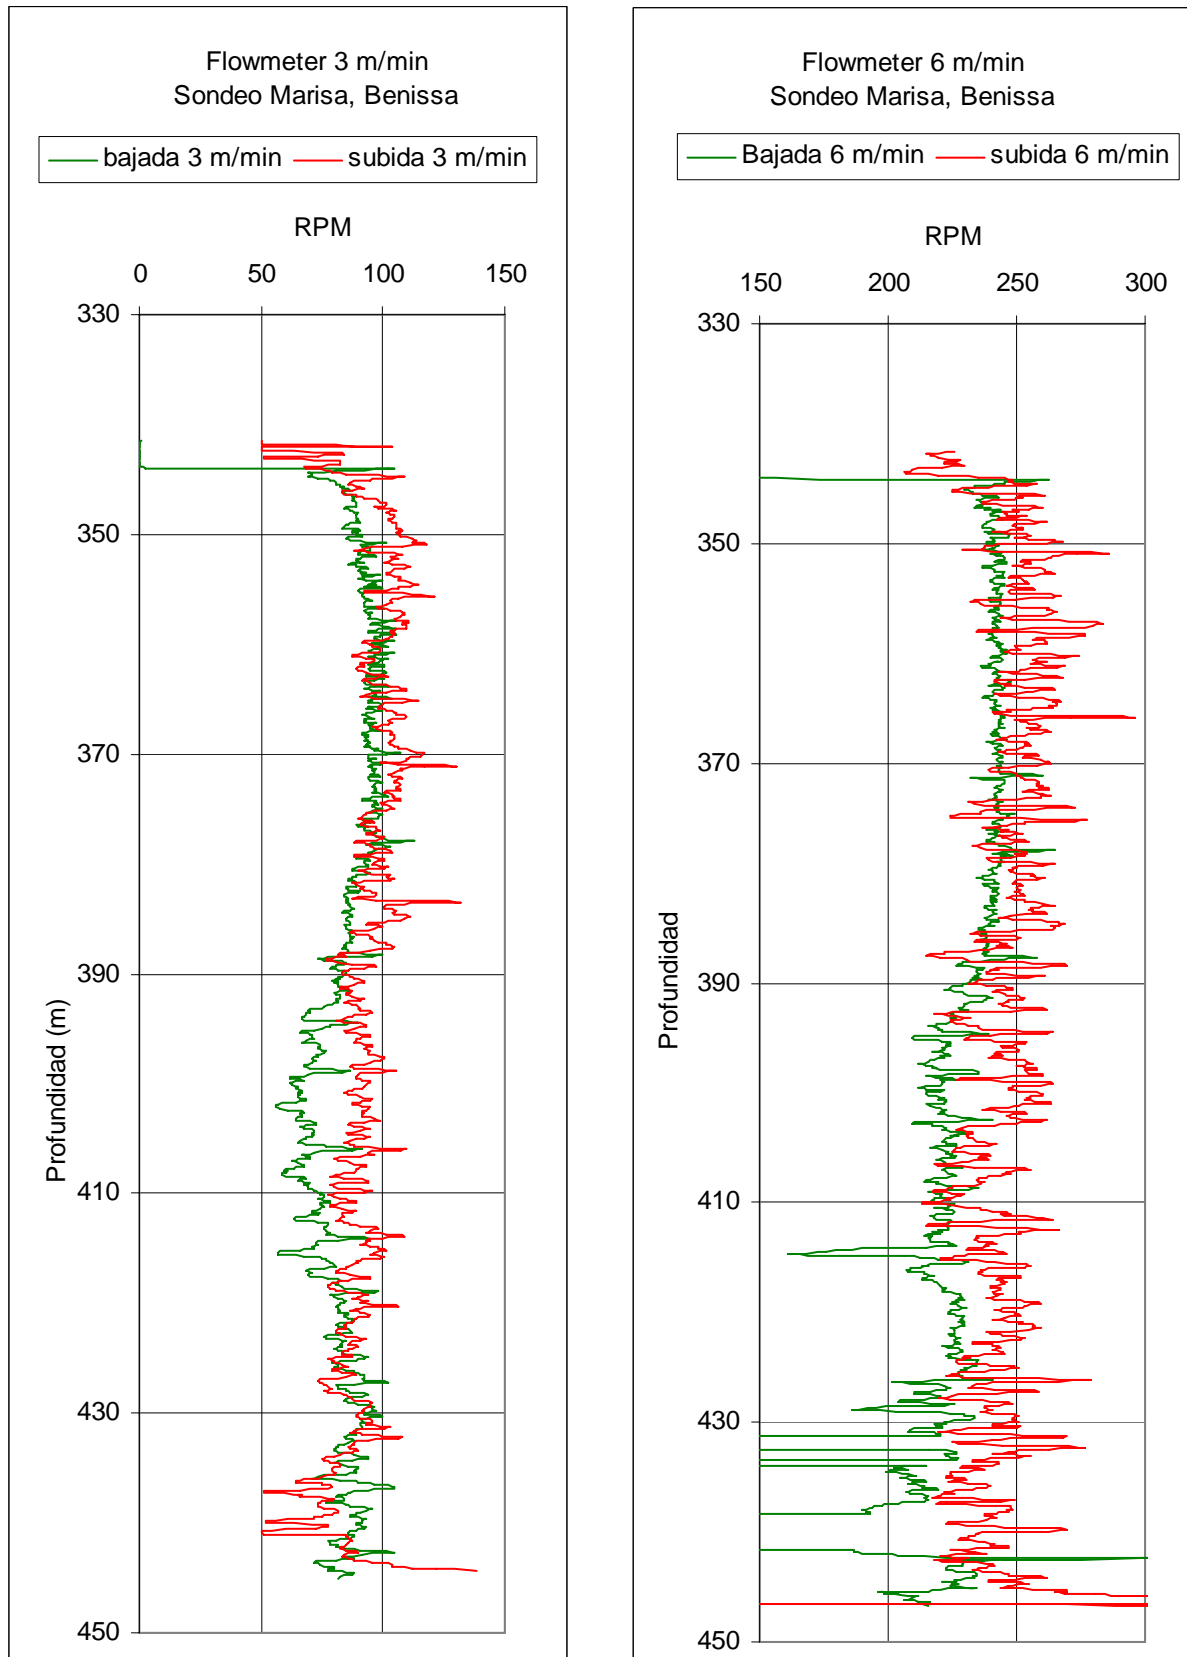 Flowmeter 3 m/min
Sondeo Marisa, Benissa
bajada 3 m/min subida 3 m/min
RPM
0 50 100 150
330
350
370
390
410
430
450
Profundidad (m)
Flowmeter 6 m/min
Sondeo Marisa, Benissa
Bajada 6 m/min subida 6 m/min
RPM
150 200 250 300
330
350
370
390
410
430
450
Profundidad